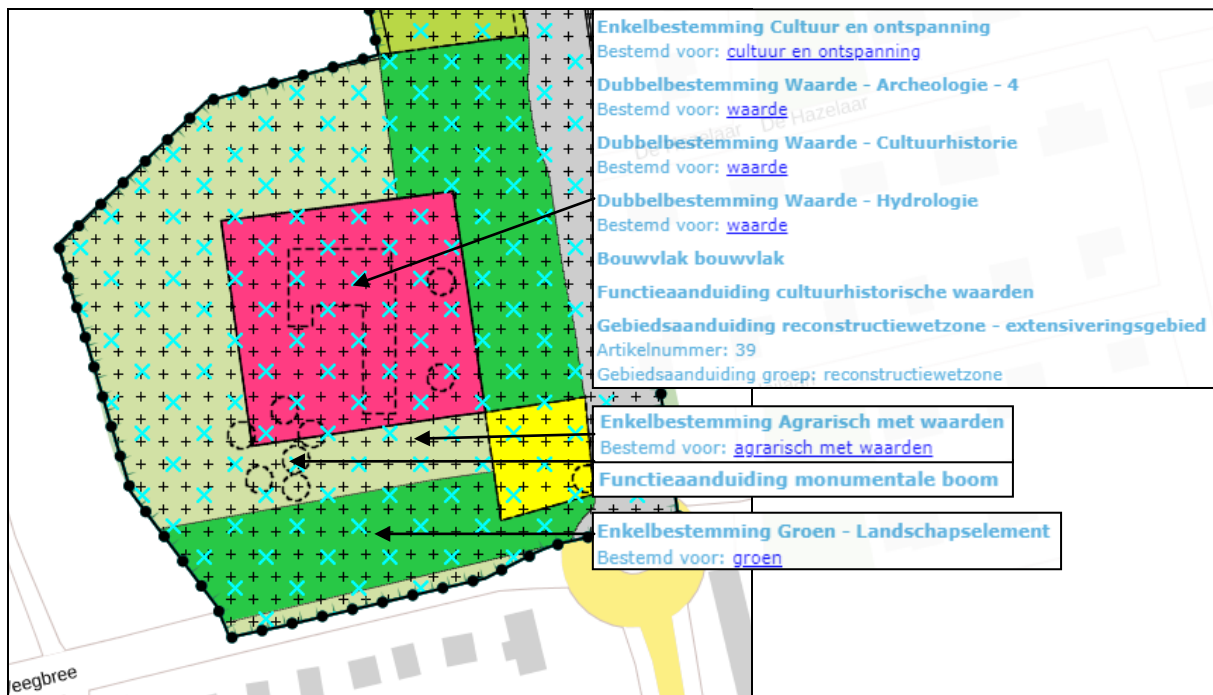 Enkelbestemming Cultuur en ontspanning
Bestemd voor: cultuur en ontspanning
Dubbelbestemming Waarde - Archeologie - 4
Bestemd voor: waarde
Dubbelbestemming Waarde - Cultuurhistorie
Bestemd voor: waarde
Dubbelbestemming Waarde - Hydrologie
Bestemd voor: waarde
Bouwvlak bouwvlak
Functieaanduiding cultuurhistorische waarden
Gebiedsaanduiding reconstructiewetzone - extensiveringsgebied
Artikelnummer: 39
Gebiedsaanduiding groep: reconstructiewetzone
De Hazelaar
De Hazelaar
Enkelbestemming Agrarisch met waarden
Bestemd voor: agrarisch met waarden
Functieaanduiding monumentale boom
Enkelbestemming Groen - Landschapselement
Bestemd voor: groen
eegbree